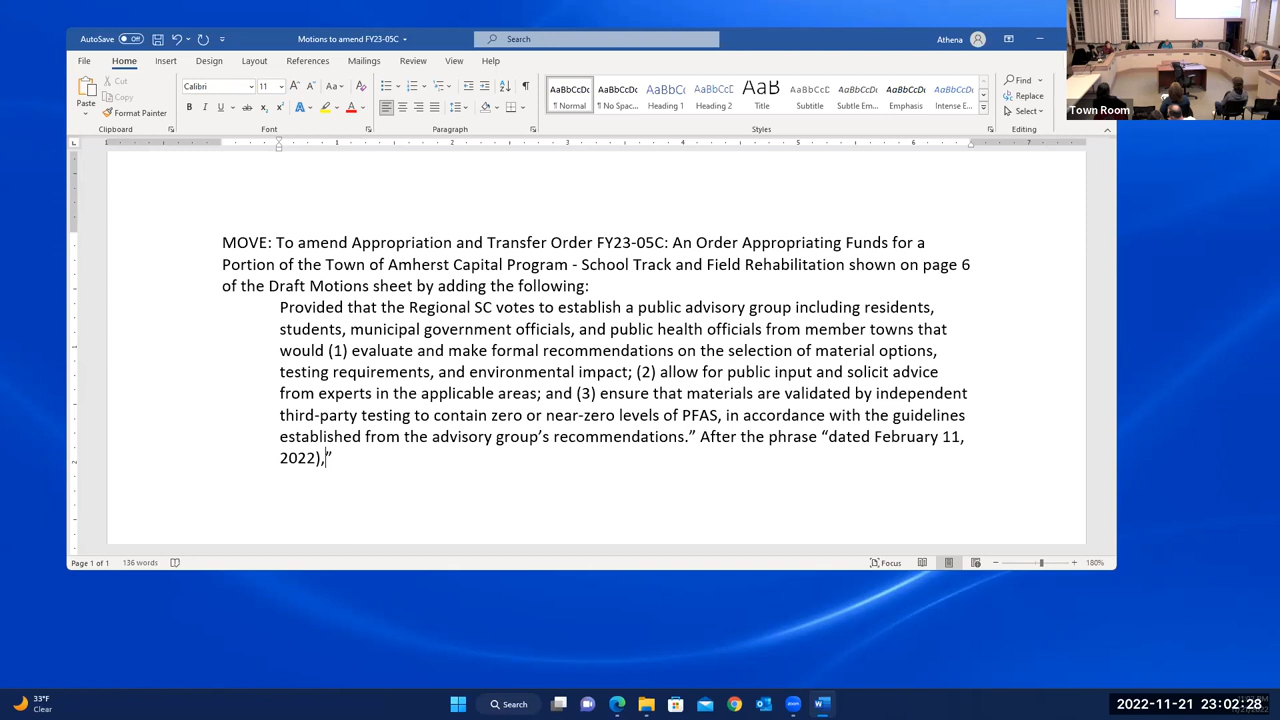 AutoSave Off
Motions to amend FY23-05C
Search
Athena
File Home Insert Design Layout References Mailings Review View Help
Paste
Cut
Copy
Format Painter
Clipboard
Calibri 11
Font
Paragraph
AaBbCcDc AaBbCcDc AaBbCc AaBbCcC AaB AaBbCcD AaBbCcDc AaBbCcDc AaBbCcDc
¶ Normal ¶ No Spac... Heading 1 Heading 2 Title Subtitle Subtle Em... Emphasis Intense E...
Styles
Find
Replace
Select
Editing
Town Room
MOVE: To amend Appropriation and Transfer Order FY23-05C: An Order Appropriating Funds for a
Portion of the Town of Amherst Capital Program - School Track and Field Rehabilitation shown on page 6
of the Draft Motions sheet by adding the following:
Provided that the Regional SC votes to establish a public advisory group including residents,
students, municipal government officials, and public health officials from member towns that
would (1) evaluate and make formal recommendations on the selection of material options,
testing requirements, and environmental impact; (2) allow for public input and solicit advice
from experts in the applicable areas; and (3) ensure that materials are validated by independent
third-party testing to contain zero or near-zero levels of PFAS, in accordance with the guidelines
established from the advisory group’s recommendations.” After the phrase “dated February 11,
2022),”
Page 1 of 1 136 words
Focus
180%
33°F
Clear
Search
2022-11-21 23:02:28